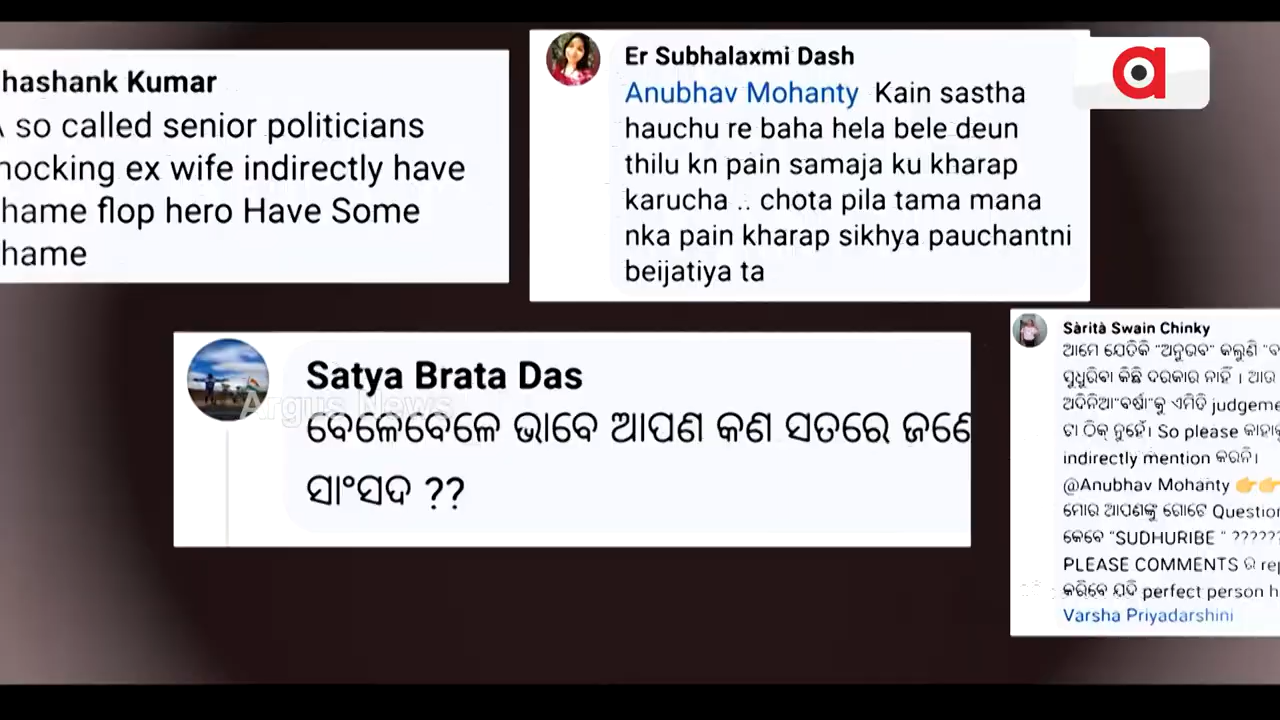 hashank Kumar
so called senior politicians
ocking ex wife indirectly have
hame flop hero Have Some
hame
Er Subhalaxmi Dash
Anubhav Mohanty Kain sastha
hauchu re baha hela bele deun
thilu kn pain samaja ku kharap
karucha .. chota pila tama mana
nka pain kharap sikhya pauchantni
beijatiya ta
a
Satya Brata Das
Argus News
ବେଳେବେଳେ ଭାବେ ଆପଣ କଣ ସତରେ ଜଣେ
ସାଂସଦ ??
Sàrità Swain Chinky
ଆମେ ଯେତିକି "ଅନୁଭବ" କଲୁଣି "ବ
ସୁଧୁରିବା କିଛି ଦରକାର ନାହିଁ । ଆଉ
ଅଦିନିଆ"ବର୍ଷା"କୁ ଏମିତି judgeme
ଟା ଠିକ୍ ନୁହେଁ। So please କାହାକୁ
indirectly mention କରନି।
@Anubhav Mohanty 👉👉
ମୋର ଆପଣଙ୍କୁ ଗୋଟେ Question
କେବେ "SUDHURIBE " ??????
PLEASE COMMENTS ର rep
କରିବେ ଯଦି perfect person h
Varsha Priyadarshini